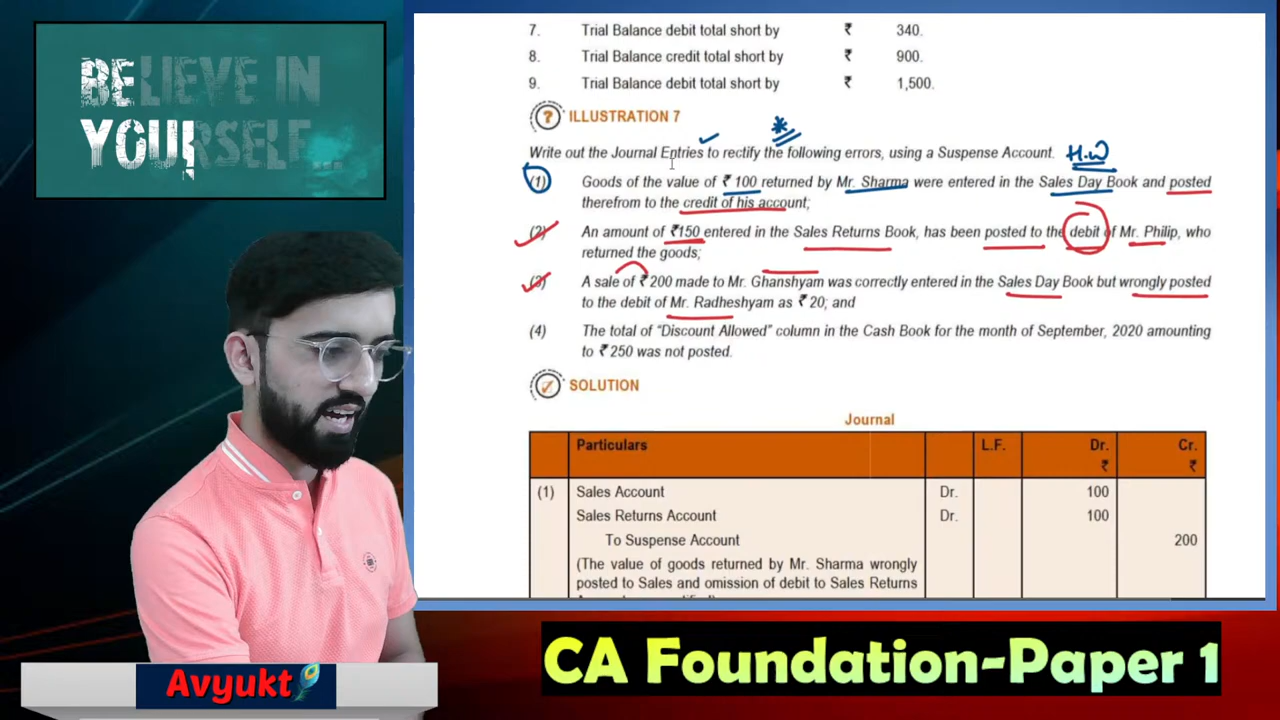 BELIEVE IN
YOURSELF
7. Trial Balance debit total short by ₹ 340.
8. Trial Balance credit total short by ₹ 900.
9. Trial Balance debit total short by ₹ 1,500.
? ILLUSTRATION 7
Write out the Journal Entries to rectify the following errors, using a Suspense Account. H.W
(1) Goods of the value of ₹ 100 returned by Mr. Sharma were entered in the Sales Day Book and posted
therefrom to the credit of his account;
(2) An amount of ₹150 entered in the Sales Returns Book, has been posted to the debit of Mr. Philip, who
returned the goods;
(3) A sale of ₹ 200 made to Mr. Ghanshyam was correctly entered in the Sales Day Book but wrongly posted
to the debit of Mr. Radheshyam as ₹ 20; and
(4) The total of "Discount Allowed" column in the Cash Book for the month of September, 2020 amounting
to ₹ 250 was not posted.
SOLUTION
Journal
Particulars L.F. Dr. Cr.
₹ ₹
(1) Sales Account Dr. 100
Sales Returns Account Dr. 100
To Suspense Account 200
(The value of goods returned by Mr. Sharma wrongly
posted to Sales and omission of debit to Sales Returns
Avyukt
CA Foundation-Paper 1